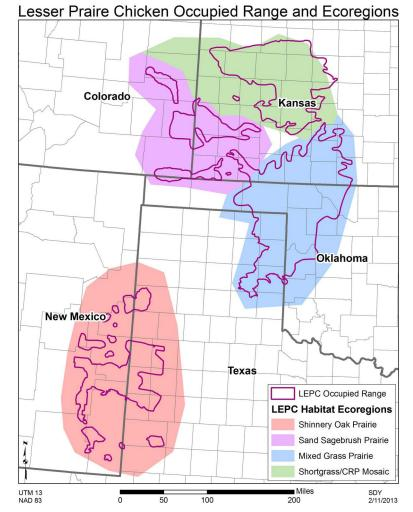 Lesser Praire Chicken Occupied Range and Ecoregions
Colorado
Kansas
Oklahoma
New Mexico
Texas
LEPC Occupied Range
LEPC Habitat Ecoregions
Shinnery Oak Prairie
Sand Sagebrush Prairie
Mixed Grass Prairie
Shortgrass/CRP Mosaic
N
UTM 13
NAD 83
Miles
0 50 100 200
SDY
2/11/2013